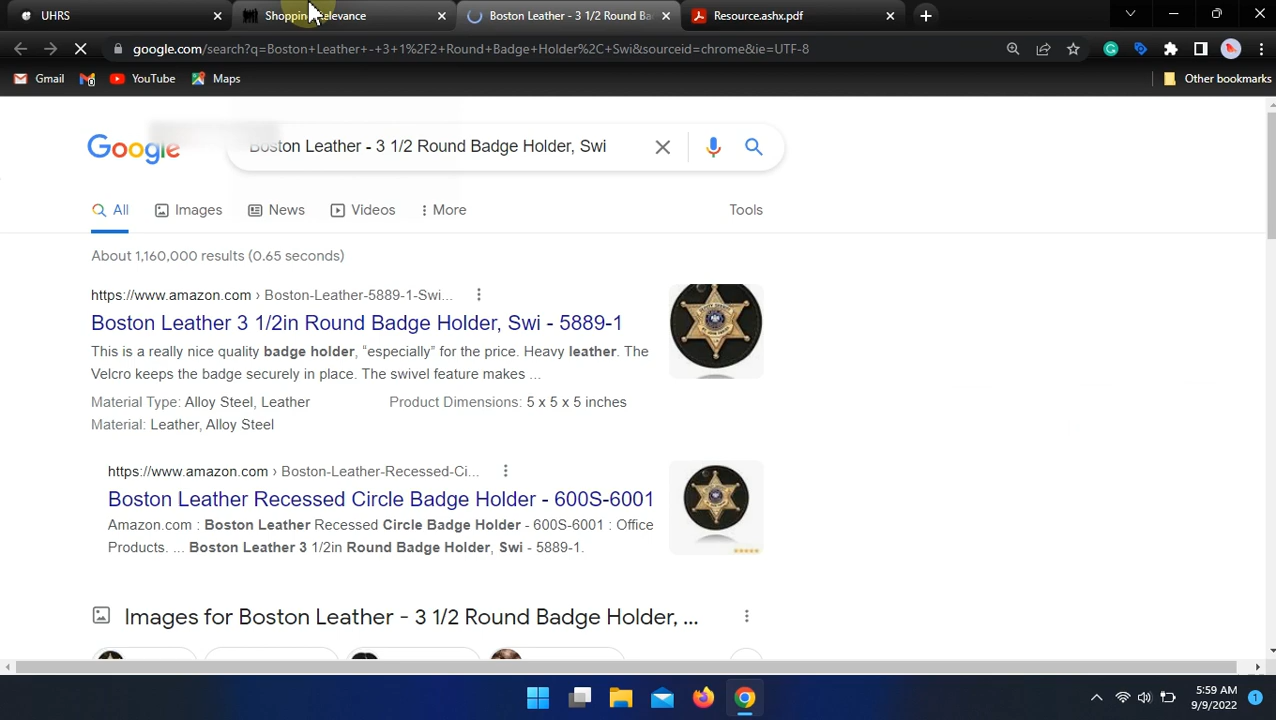 UHRS
Shopping Relevance
Boston Leather - 3 1/2 Round Ba
Resource.ashx.pdf
google.com/search?q=Boston+Leather+-+3+1%2F2+Round+Badge+Holder%2C+Swi&sourceid=chrome&ie=UTF-8
Gmail
YouTube
Maps
Other bookmarks
Google
Boston Leather - 3 1/2 Round Badge Holder, Swi
All
Images
News
Videos
More
Tools
About 1,160,000 results (0.65 seconds)
https://www.amazon.com › Boston-Leather-5889-1-Swi...
Boston Leather 3 1/2in Round Badge Holder, Swi - 5889-1
This is a really nice quality badge holder, “especially” for the price. Heavy leather. The
Velcro keeps the badge securely in place. The swivel feature makes ...
Material Type: Alloy Steel, Leather
Product Dimensions: 5 x 5 x 5 inches
Material: Leather, Alloy Steel
https://www.amazon.com › Boston-Leather-Recessed-Ci...
Boston Leather Recessed Circle Badge Holder - 600S-6001
Amazon.com : Boston Leather Recessed Circle Badge Holder - 600S-6001 : Office
Products. ... Boston Leather 3 1/2in Round Badge Holder, Swi - 5889-1.
Images for Boston Leather - 3 1/2 Round Badge Holder, ...
5:59 AM
9/9/2022
1